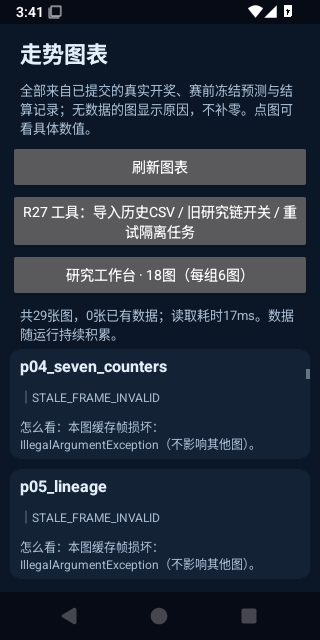 3:41
走势图表
全部来自已提交的真实开奖、赛前冻结预测与结
算记录；无数据的图显示原因，不补零。点图可
看具体数值。
刷新图表
R27 工具：导入历史CSV / 旧研究链开关 / 重
试隔离任务
研究工作台 · 18图（每组6图）
共29张图，0张已有数据；读取耗时17ms。数据
随运行持续积累。
p04_seven_counters
STALE_FRAME_INVALID
怎么看：本图缓存帧损坏：
IllegalArgumentException（不影响其他图）。
p05_lineage
STALE_FRAME_INVALID
怎么看：本图缓存帧损坏：
IllegalArgumentException（不影响其他图）。